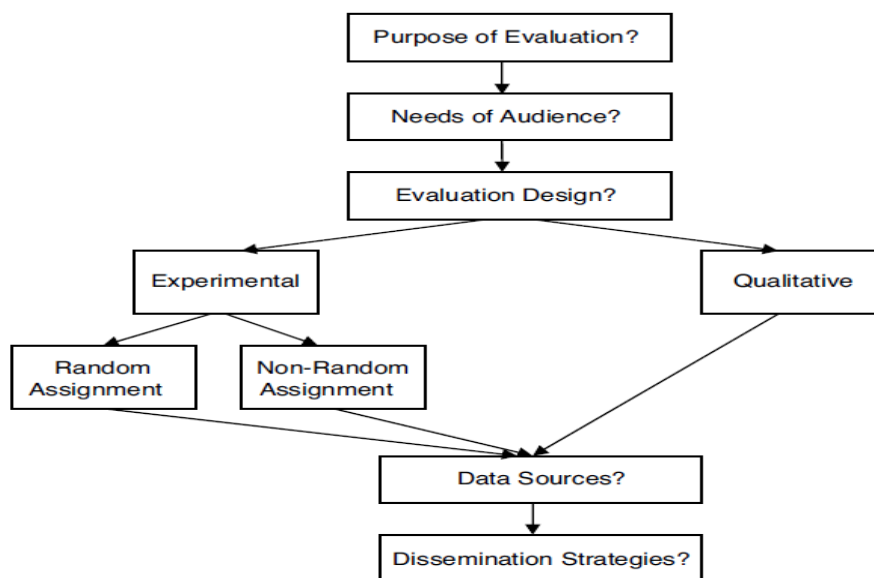 Purpose of Evaluation?
Needs of Audience?
Evaluation Design?
Experimental
Qualitative
Random
Assignment
Non-Random
Assignment
Data Sources?
Dissemination Strategies?